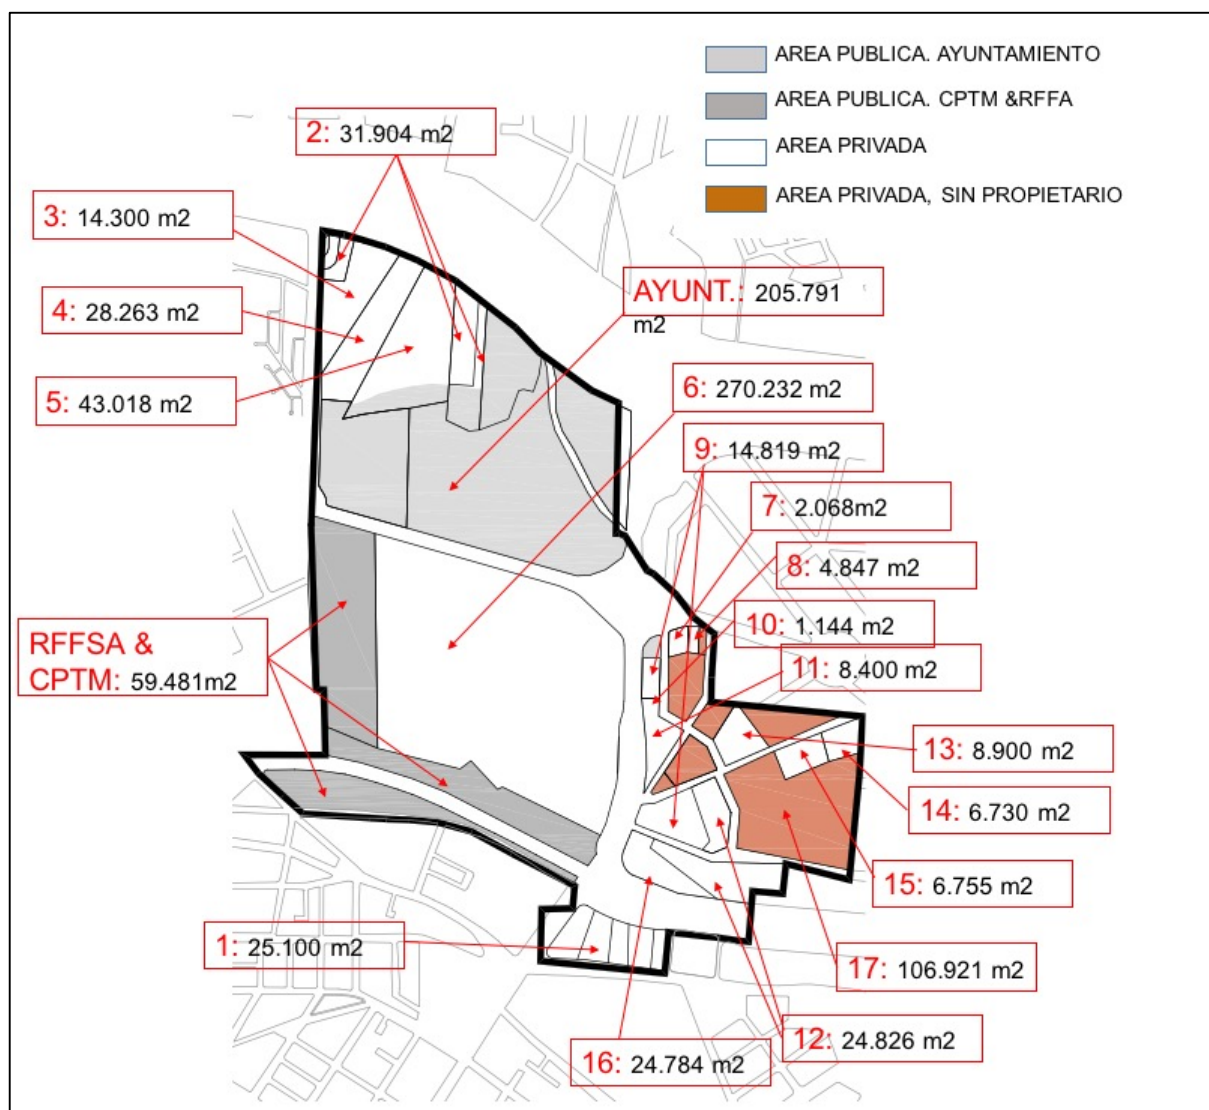 AREA PUBLICA. AYUNTAMIENTO
AREA PUBLICA. CPTM &RFFA
AREA PRIVADA
AREA PRIVADA, SIN PROPIETARIO
2: 31.904 m2
3: 14.300 m2
4: 28.263 m2
5: 43.018 m2
AYUNT.: 205.791
m2
6: 270.232 m2
9: 14.819 m2
7: 2.068m2
8: 4.847 m2
10: 1.144 m2
11: 8.400 m2
RFFSA &
CPTM: 59.481m2
13: 8.900 m2
14: 6.730 m2
15: 6.755 m2
1: 25.100 m2
17: 106.921 m2
12: 24.826 m2
16: 24.784 m2